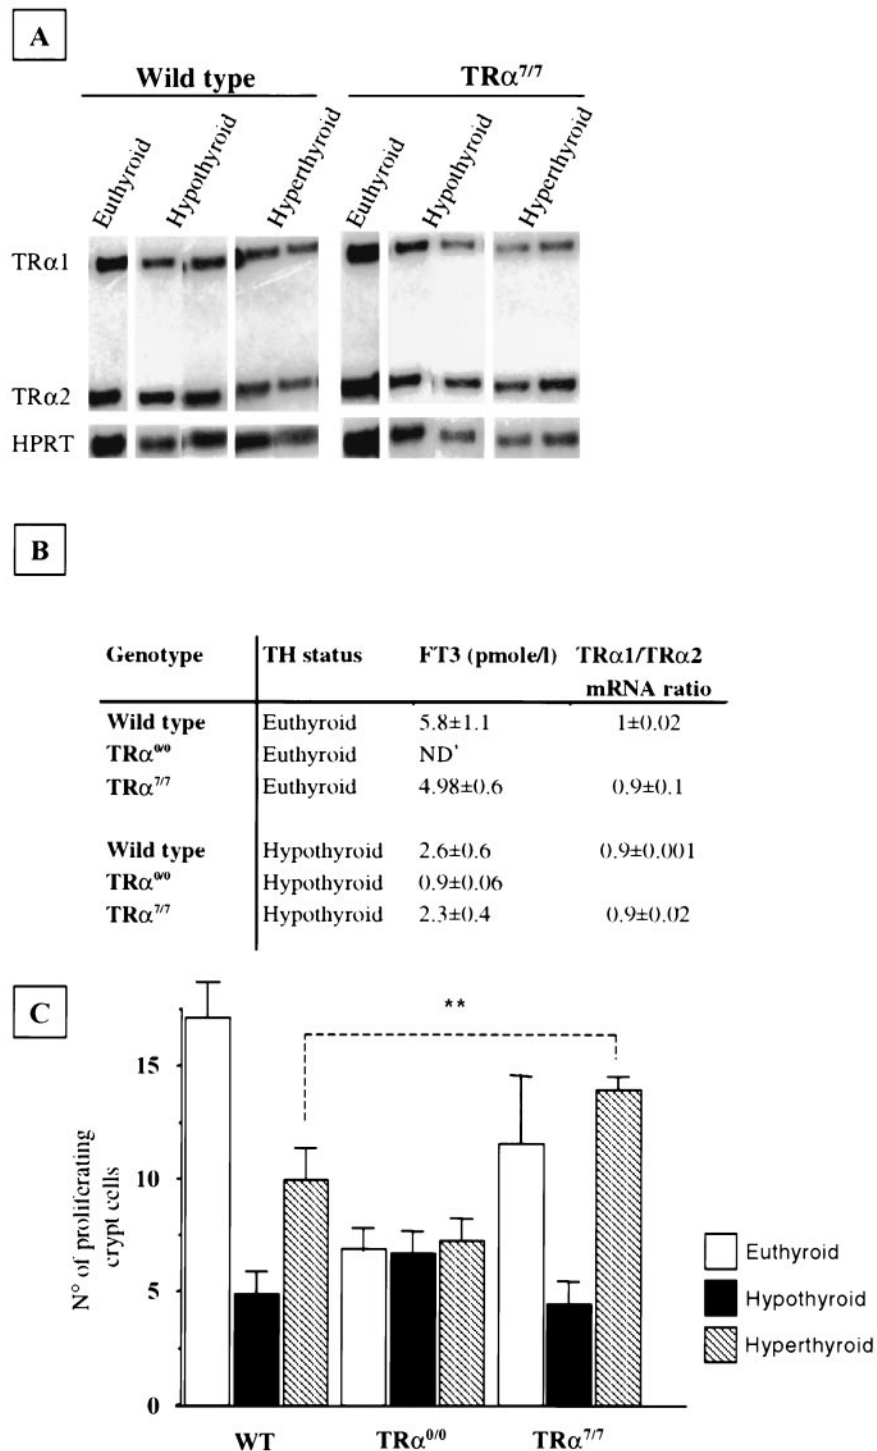 A
Wild type TRα7/7
Euthyroid Hypothyroid Hyperthyroid Euthyroid Hypothyroid Hyperthyroid
TRα1
TRα2
HPRT
B
Genotype TH status FT3 (pmole/l) TRα1/TRα2
mRNA ratio
Wild type Euthyroid 5.8±1.1 1±0.02
TRα0/0 Euthyroid ND*
TRα7/7 Euthyroid 4.98±0.6 0.9±0.1
Wild type Hypothyroid 2.6±0.6 0.9±0.001
TRα0/0 Hypothyroid 0.9±0.06
TRα7/7 Hypothyroid 2.3±0.4 0.9±0.02
C
**
15
10
5
0
N° of proliferating
crypt cells
WT TRα0/0 TRα7/7
Euthyroid
Hypothyroid
Hyperthyroid